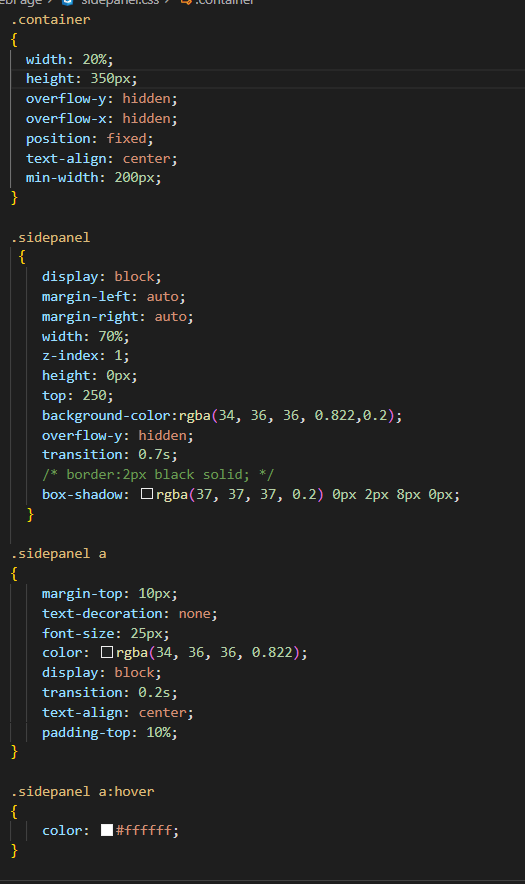 sidepanel.css > .container
.container
{
width: 20%;
height: 350px;
overflow-y: hidden;
overflow-x: hidden;
position: fixed;
text-align: center;
min-width: 200px;
}
.sidepanel
{
display: block;
margin-left: auto;
margin-right: auto;
width: 70%;
z-index: 1;
height: 0px;
top: 250;
background-color:rgba(34, 36, 36, 0.822,0.2);
overflow-y: hidden;
transition: 0.7s;
/* border:2px black solid; */
box-shadow: rgba(37, 37, 37, 0.2) 0px 2px 8px 0px;
}
.sidepanel a
{
margin-top: 10px;
text-decoration: none;
font-size: 25px;
color: rgba(34, 36, 36, 0.822);
display: block;
transition: 0.2s;
text-align: center;
padding-top: 10%;
}
.sidepanel a:hover
{
color: #ffffff;
}